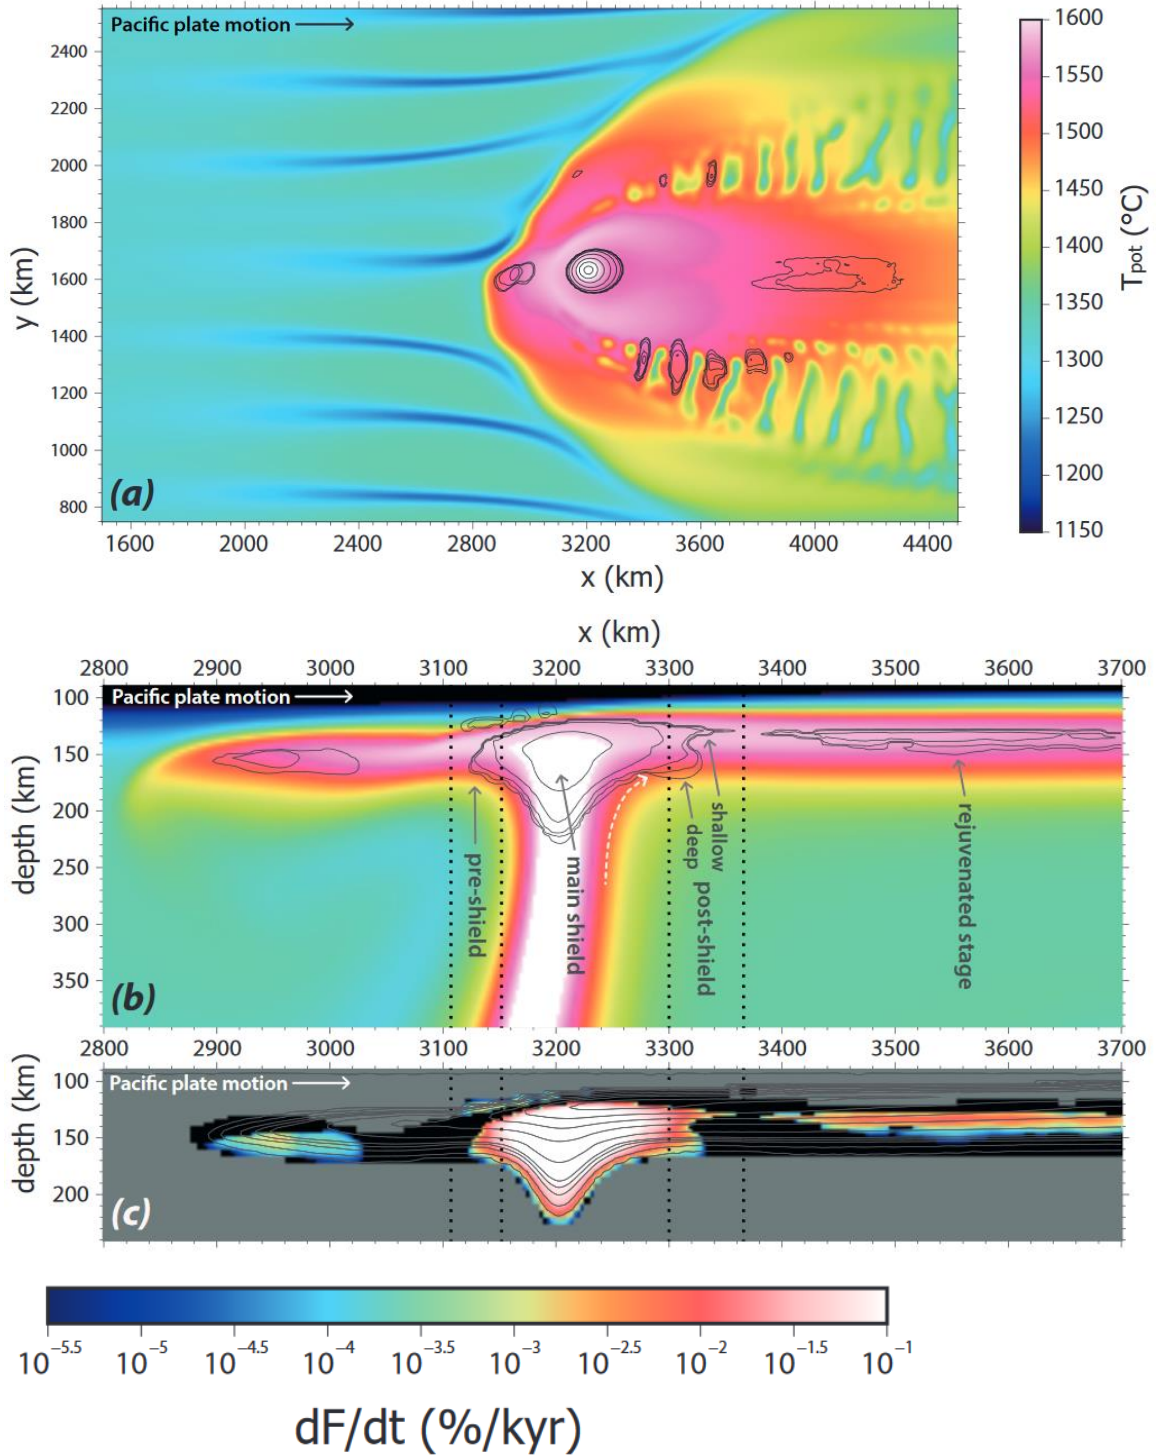 Pacific plate motion
2400
2200
2000
1800
1600
1400
1200
1000
800
y (km)
(a)
1600 2000 2400 2800 3200 3600 4000 4400
x (km)
1600
1550
1500
1450
1400
1350
1300
1250
1200
1150
Tpot (°C)
x (km)
2800 2900 3000 3100 3200 3300 3400 3500 3600 3700
Pacific plate motion
100
150
200
250
300
350
depth (km)
pre-shield
main shield
deep
shallow
post-shield
rejuvenated stage
(b)
2800 2900 3000 3100 3200 3300 3400 3500 3600 3700
Pacific plate motion
100
150
200
depth (km)
(c)
10^−5.5 10^−5 10^−4.5 10^−4 10^−3.5 10^−3 10^−2.5 10^−2 10^−1.5 10^−1
dF/dt (%/kyr)